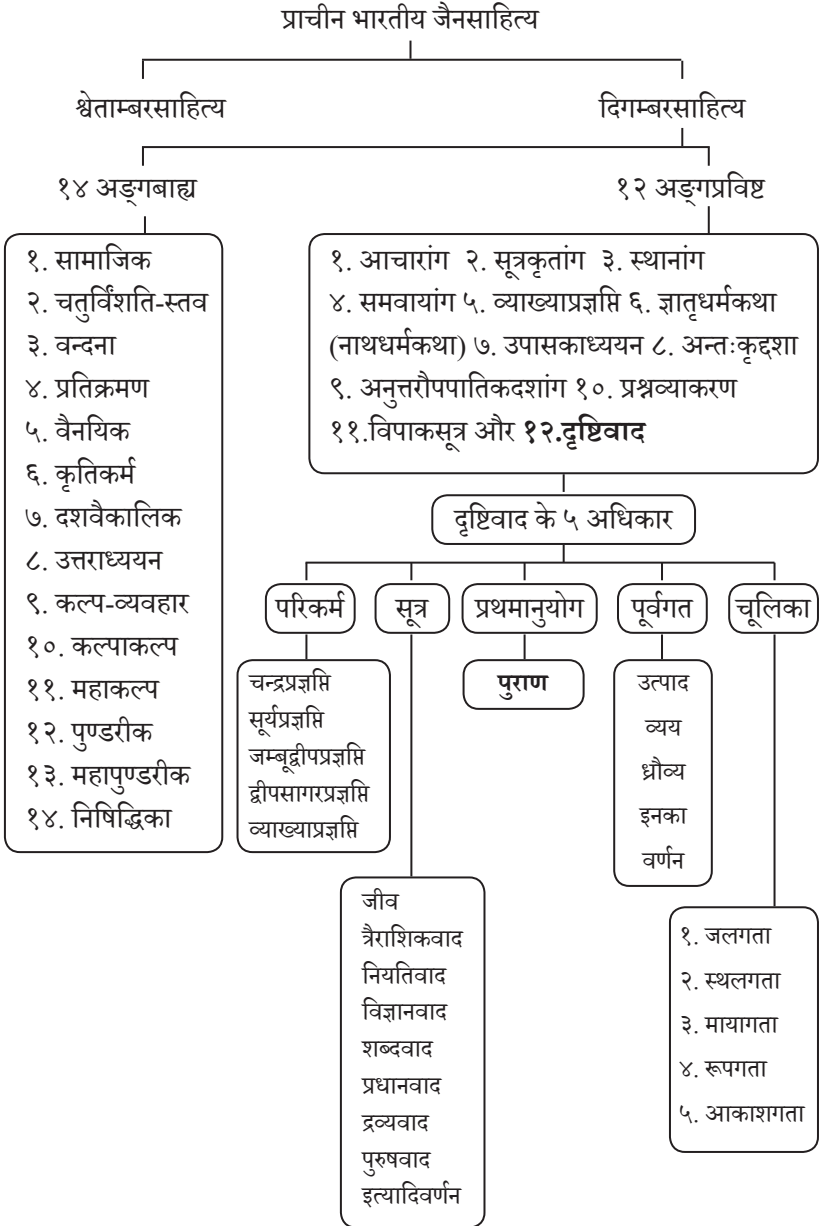 प्राचीन भारतीय जैनसाहित्य
श्वेताम्बरसाहित्य
दिगम्बरसाहित्य
१४ अङ्गबाह्य
१२ अङ्गप्रविष्ट
१. सामाजिक
२. चतुर्विंशति-स्तव
३. वन्दना
४. प्रतिक्रमण
५. वैनयिक
६. कृतिकर्म
७. दशवैकालिक
८. उत्तराध्ययन
९. कल्प-व्यवहार
१०. कल्पाकल्प
११. महाकल्प
१२. पुण्डरीक
१३. महापुण्डरीक
१४. निषिद्धिका
१. आचारांग २. सूत्रकृतांग ३. स्थानांग
४. समवायांग ५. व्याख्याप्रज्ञप्ति ६. ज्ञातृधर्मकथा
(नाथधर्मकथा) ७. उपासकाध्ययन ८. अन्तःकृद्दशा
९. अनुत्तरौपपातिकदशांग १०. प्रश्नव्याकरण
११.विपाकसूत्र और १२.दृष्टिवाद
दृष्टिवाद के ५ अधिकार
परिकर्म
सूत्र
प्रथमानुयोग
पूर्वगत
चूलिका
चन्द्रप्रज्ञप्ति
सूर्यप्रज्ञप्ति
जम्बूद्वीपप्रज्ञप्ति
द्वीपसागरप्रज्ञप्ति
व्याख्याप्रज्ञप्ति
जीव
त्रैराशिकवाद
नियतिवाद
विज्ञानवाद
शब्दवाद
प्रधानवाद
द्रव्यवाद
पुरुषवाद
इत्यादिवर्णन
पुराण
उत्पाद
व्यय
ध्रौव्य
इनका
वर्णन
१. जलगता
२. स्थलगता
३. मायागता
४. रूपगता
५. आकाशगता